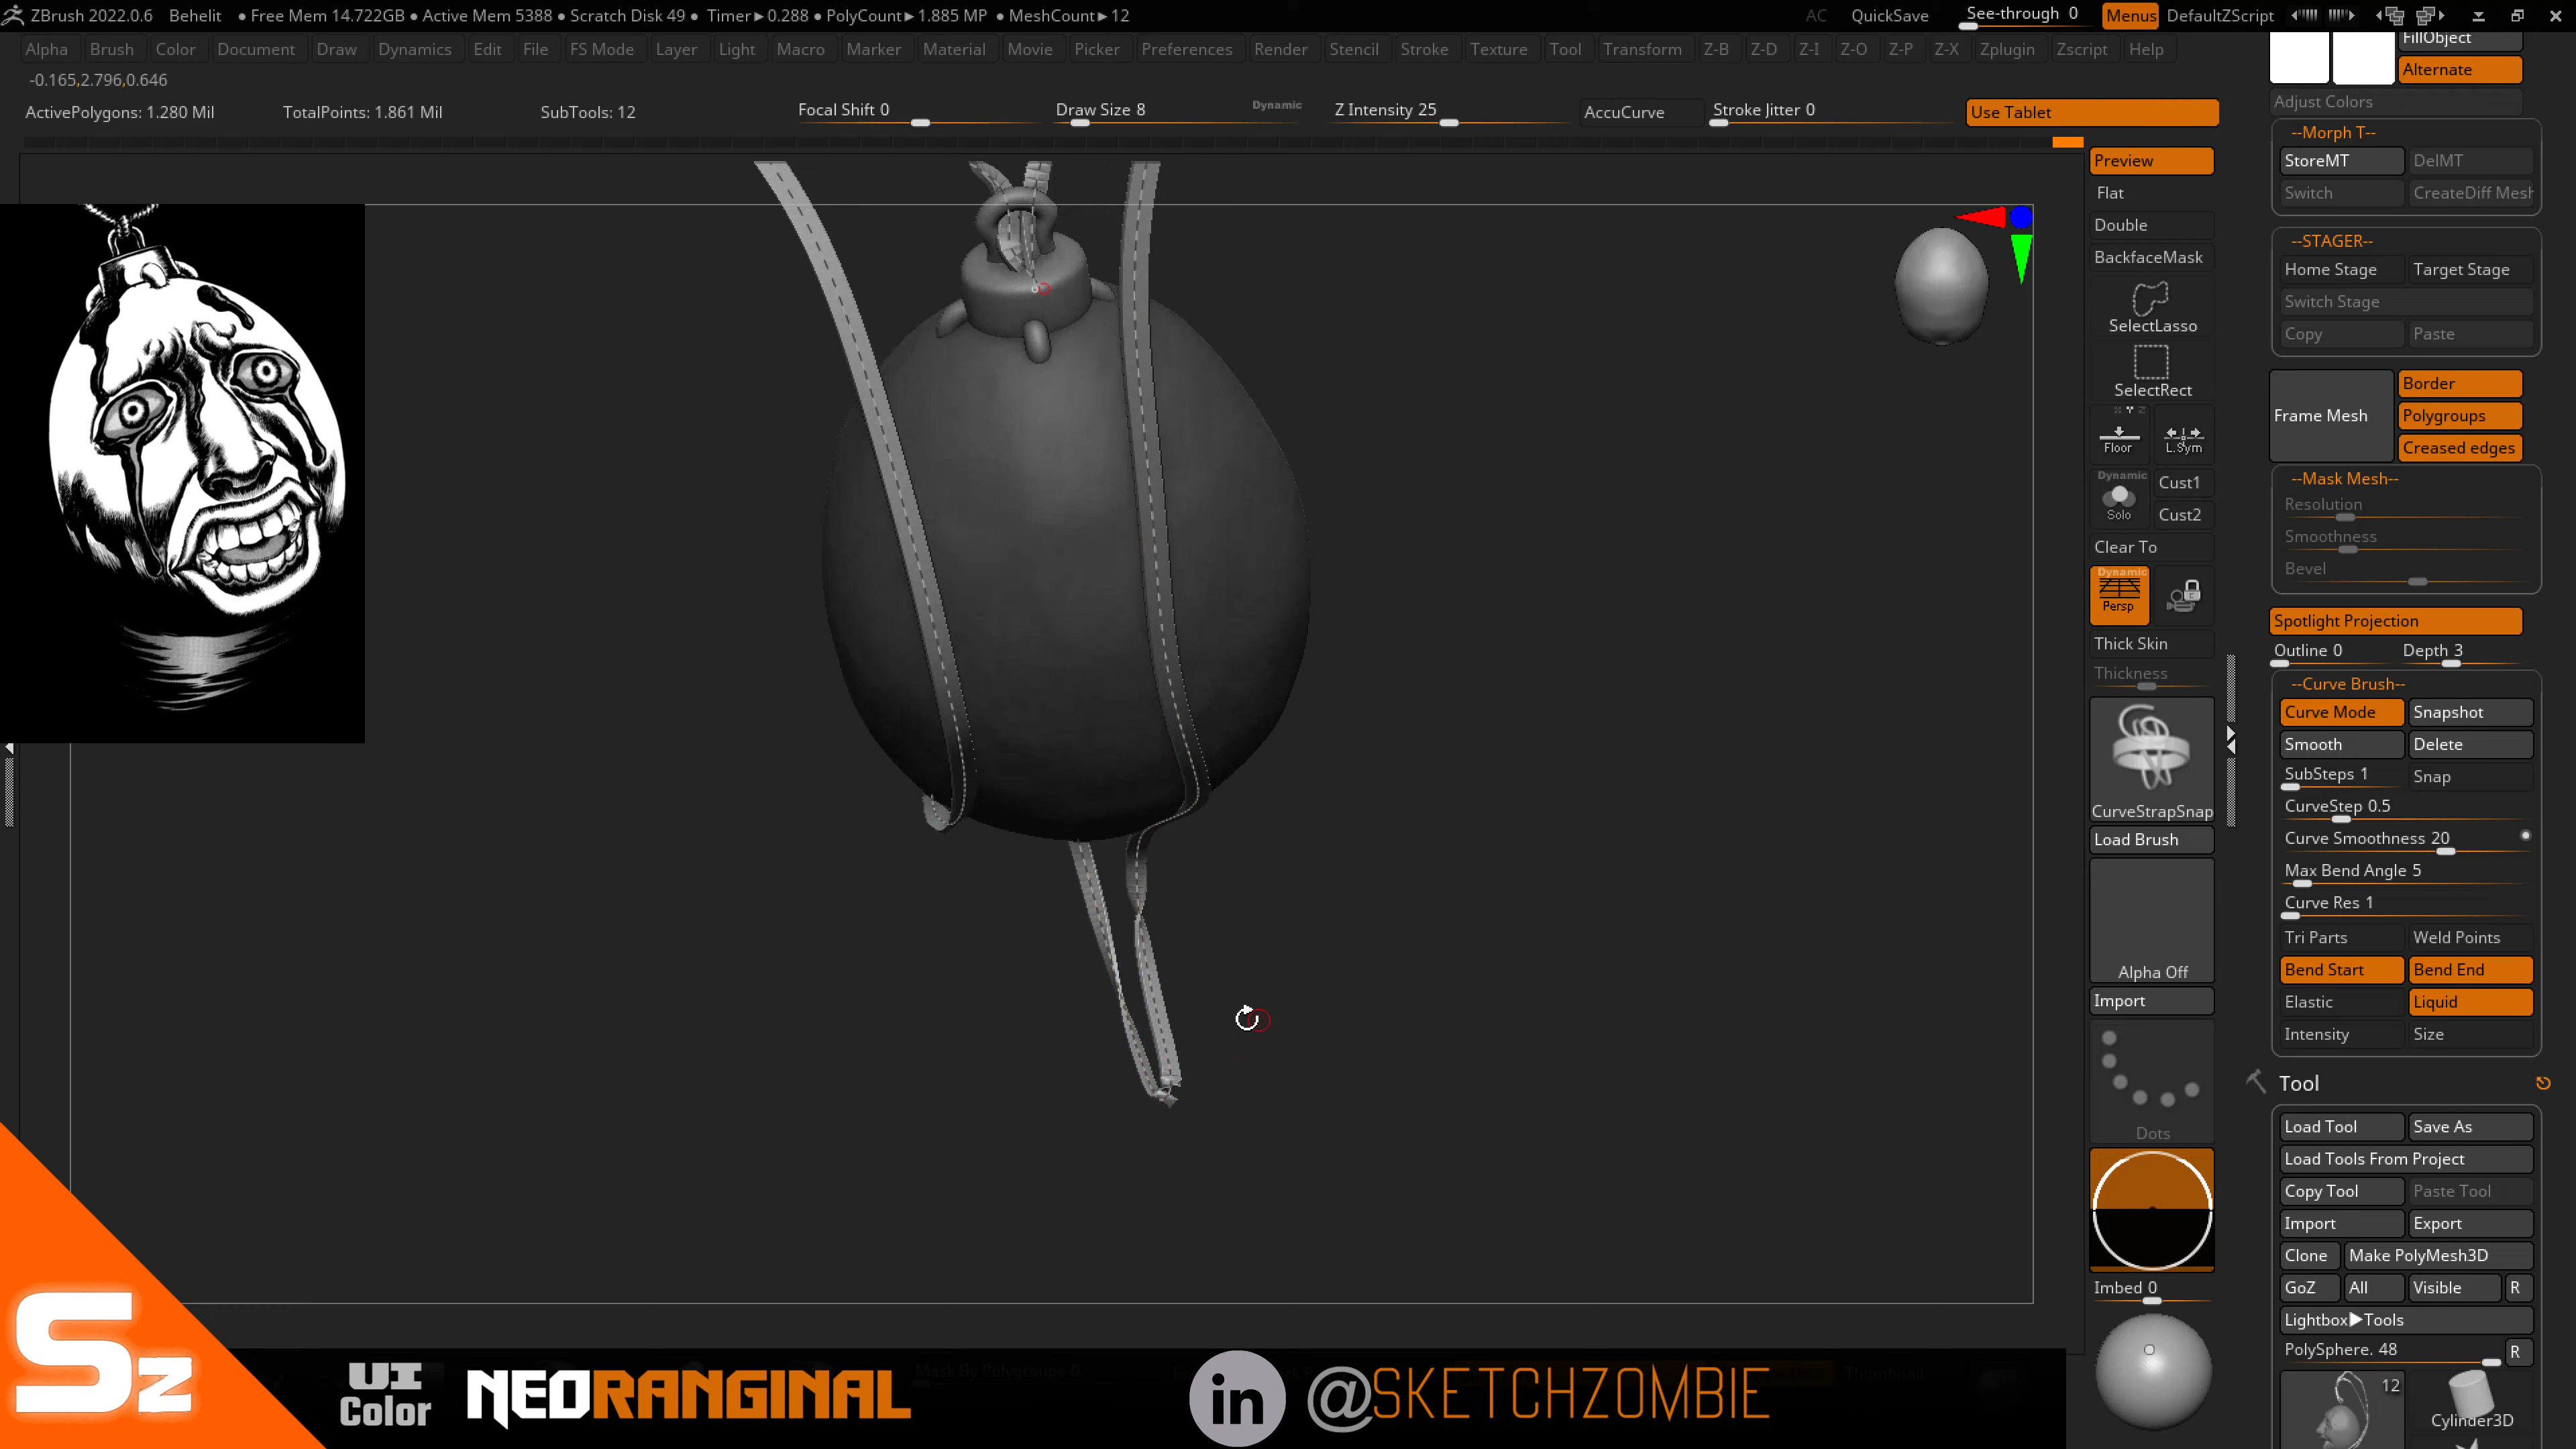 ZBrush 2022.0.6 Behelit ● Free Mem 14.722GB ● Active Mem 5388 ● Scratch Disk 49 ● Timer►0.288 ● PolyCount►1.885 MP ● MeshCount►12 AC QuickSave See-through 0 Menus DefaultZScript
Alpha Brush Color Document Draw Dynamics Edit File FS Mode Layer Light Macro Marker Material Movie Picker Preferences Render Stencil Stroke Texture Tool Transform Z-B Z-D Z-I Z-O Z-P Z-X Zplugin Zscript Help
-0.165,2.796,0.646
ActivePolygons: 1.280 Mil TotalPoints: 1.861 Mil SubTools: 12 Focal Shift 0 Draw Size 8 Dynamic Z Intensity 25 AccuCurve Stroke Jitter 0 Use Tablet
Preview
Flat
Double
BackfaceMask
SelectLasso
SelectRect
Floor L.Sym
Dynamic
Solo
Cust1
Cust2
Clear To
Dynamic
Persp
Thick Skin
Thickness
CurveStrapSnap
Load Brush
Alpha Off
Import
Dots
Imbed 0
FillObject
Alternate
Adjust Colors
--Morph T--
StoreMT DelMT
Switch CreateDiff Mesh
--STAGER--
Home Stage Target Stage
Switch Stage
Copy Paste
Frame Mesh
Border
Polygroups
Creased edges
--Mask Mesh--
Resolution
Smoothness
Bevel
Spotlight Projection
Outline 0 Depth 3
--Curve Brush--
Curve Mode Snapshot
Smooth Delete
SubSteps 1 Snap
CurveStep 0.5
Curve Smoothness 20
Max Bend Angle 5
Curve Res 1
Tri Parts Weld Points
Bend Start Bend End
Elastic Liquid
Intensity Size
Tool
Load Tool Save As
Load Tools From Project
Copy Tool Paste Tool
Import Export
Clone Make PolyMesh3D
GoZ All Visible R
Lightbox►Tools
PolySphere. 48 R
12
Cylinder3D
Mask By Polygroups 0
Thumbnail
Sz
UI
Color
NEORANGINAL
in @SKETCHZOMBIE